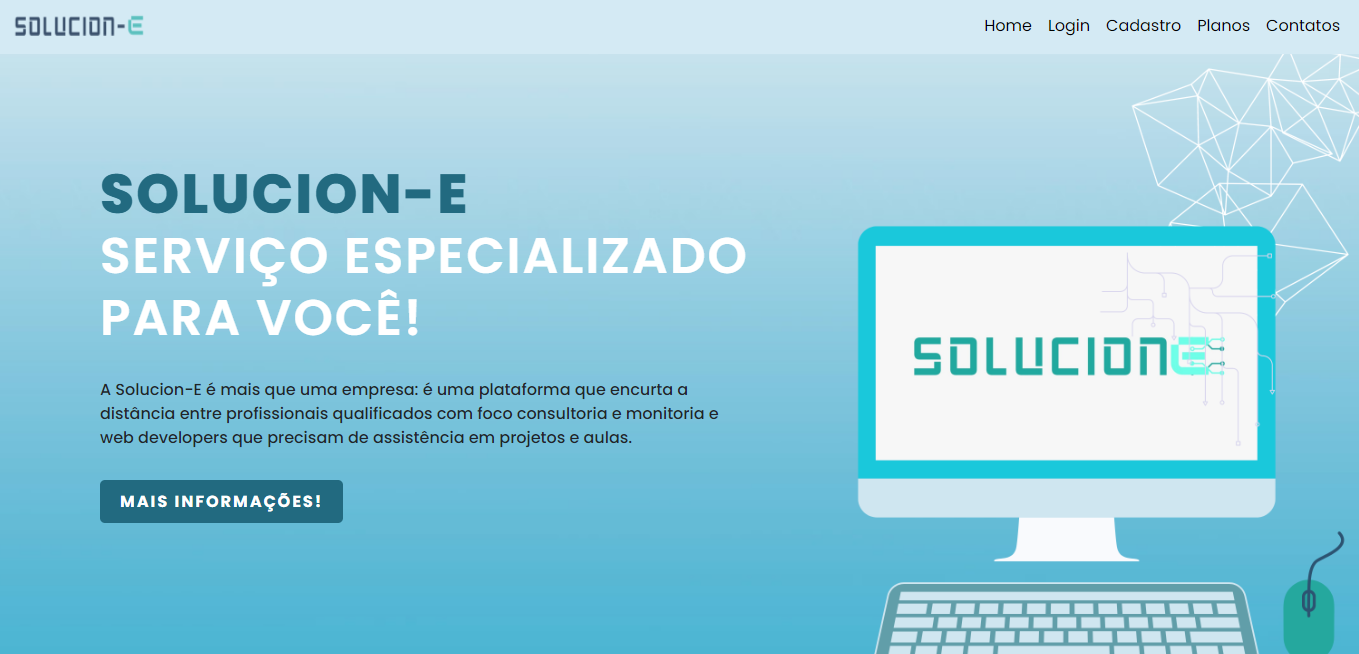 SOLUCION-E
Home Login Cadastro Planos Contatos
SOLUCION-E
SERVIÇO ESPECIALIZADO
PARA VOCÊ!
A Solucion-E é mais que uma empresa: é uma plataforma que encurta a
distância entre profissionais qualificados com foco consultoria e monitoria e
web developers que precisam de assistência em projetos e aulas.
MAIS INFORMAÇÕES!
SOLUCIONE